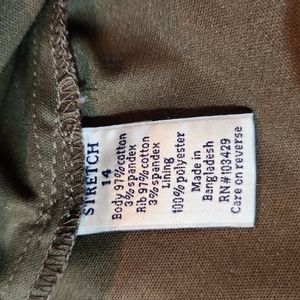 STRETCH
14
Body 97% cotton
3% spandex
Rib 97% cotton
3% spandex
Lining
100% polyester
Made in
Bangladesh
RN#103429
Care on reverse